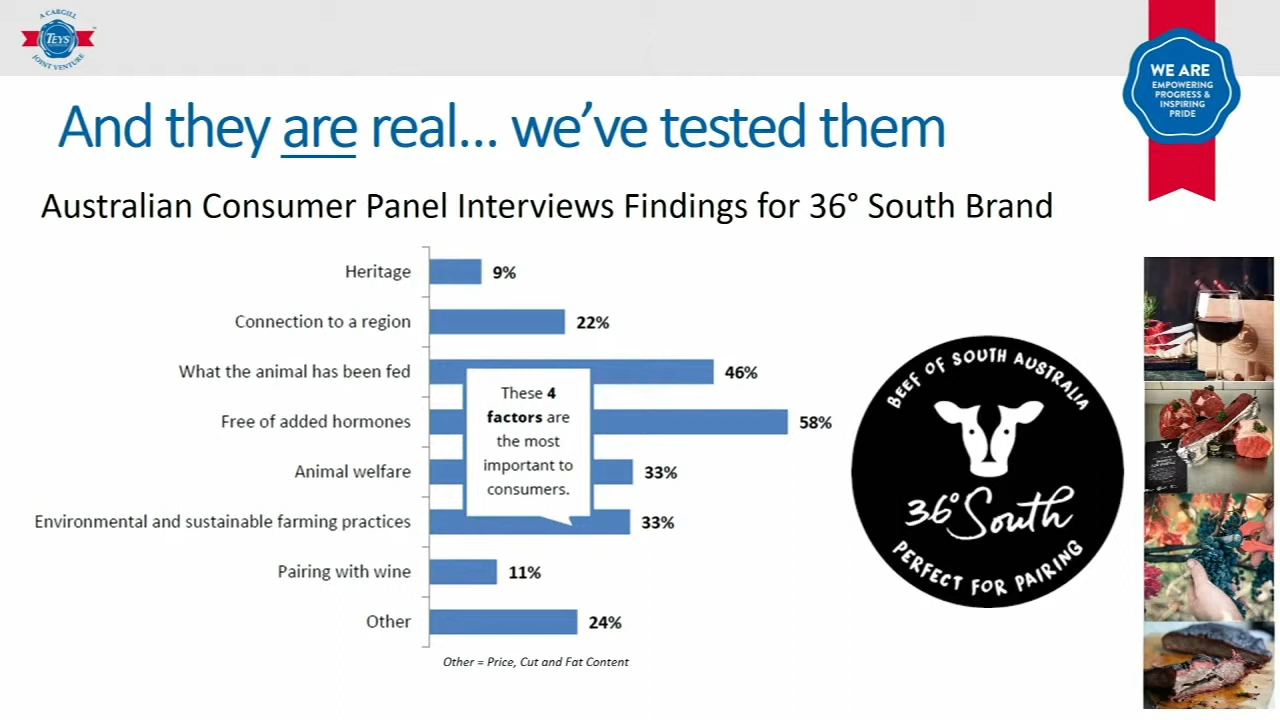 A CARGILL
TEYS
JOINT VENTURE
WE ARE
EMPOWERING
PROGRESS &
INSPIRING
PRIDE
And they are real... we've tested them
Australian Consumer Panel Interviews Findings for 36° South Brand
Heritage 9%
Connection to a region 22%
What the animal has been fed 46%
Free of added hormones 58%
Animal welfare 33%
Environmental and sustainable farming practices 33%
Pairing with wine 11%
Other 24%
These 4
factors are
the most
important to
consumers.
Other = Price, Cut and Fat Content
BEEF OF SOUTH AUSTRALIA
36° South
PERFECT FOR PAIRING